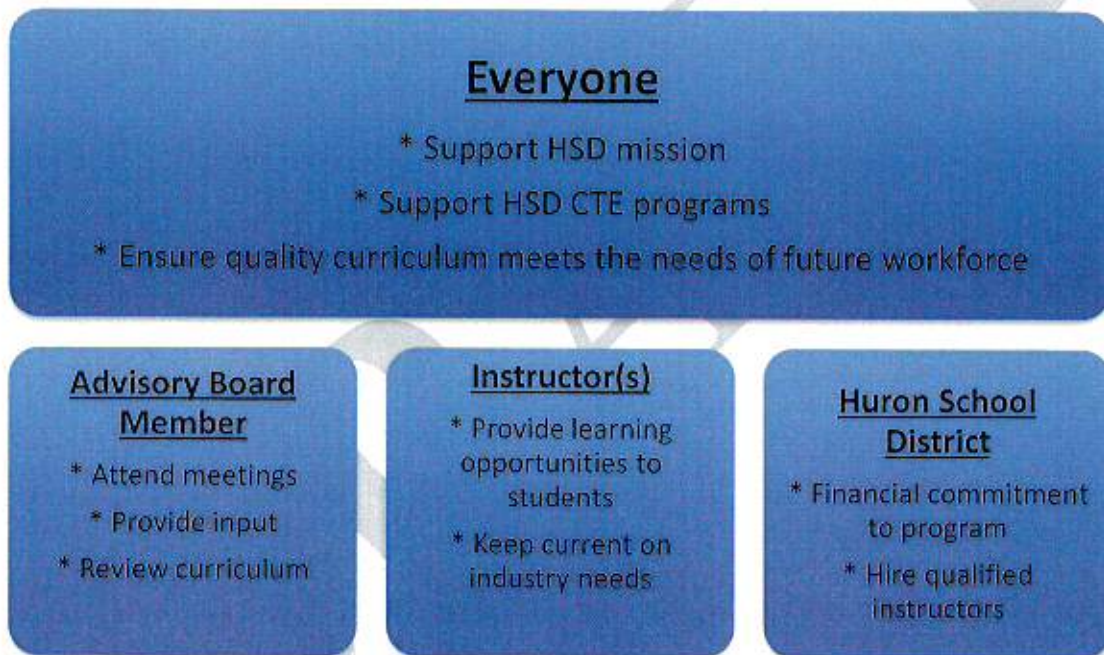 Everyone
* Support HSD mission
* Support HSD CTE programs
* Ensure quality curriculum meets the needs of future workforce
Advisory Board
Member
* Attend meetings
* Provide input
* Review curriculum
Instructor(s)
* Provide learning
opportunities to
students
* Keep current on
industry needs
Huron School
District
* Financial commitment
to program
* Hire qualified
instructors